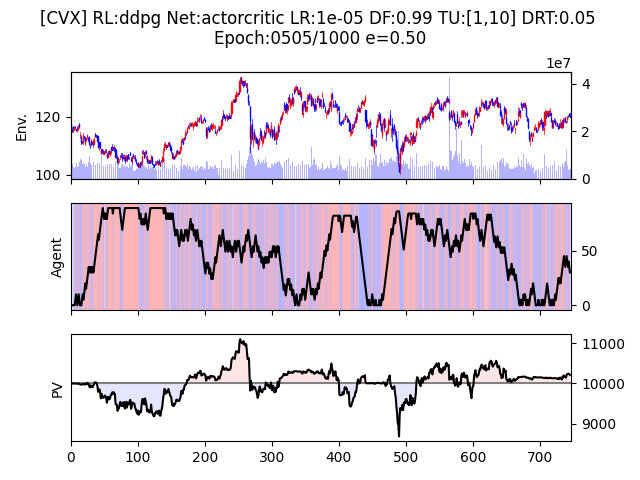 [CVX] RL:ddpg Net:actorcritic LR:1e-05 DF:0.99 TU:[1,10] DRT:0.05
Epoch:0505/1000 e=0.50
1e7
Env.
120
100
4
2
0
Agent
50
0
PV
11000
10000
9000
0 100 200 300 400 500 600 700